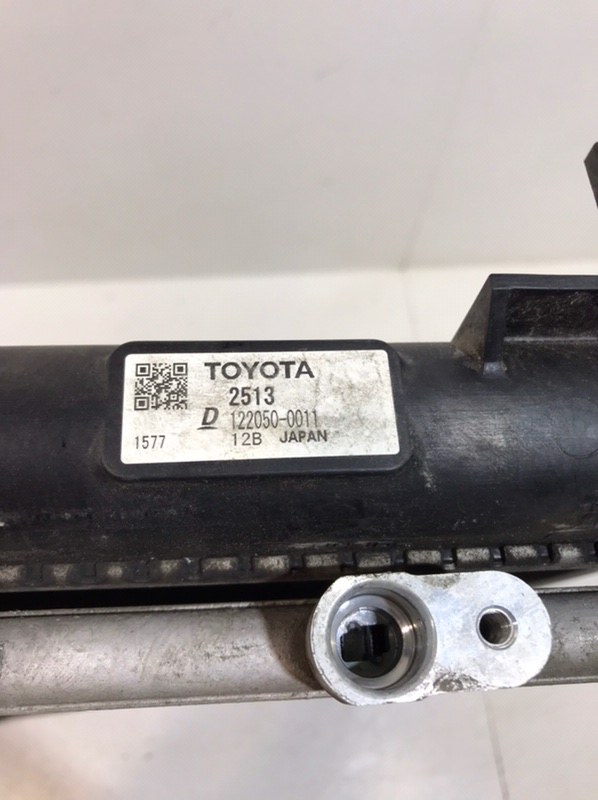 TOYOTA
2513
D 122050-0011
1577 12B JAPAN